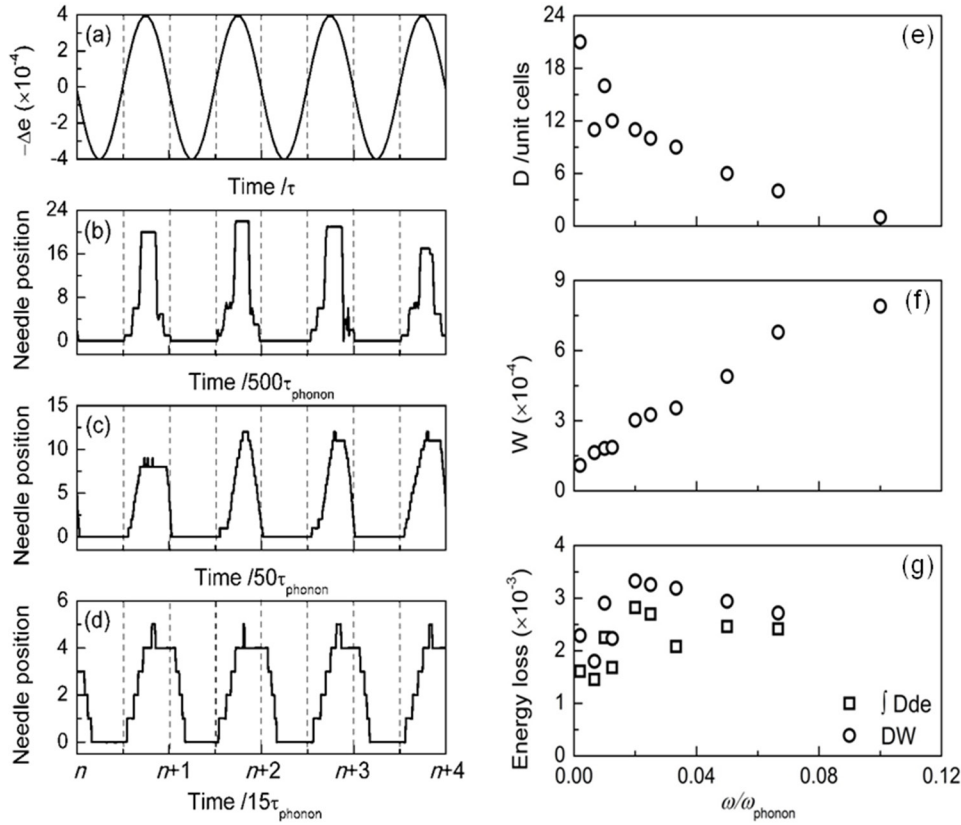 (a)
4
2
0
-2
-4
−Δe (×10⁻⁴)
Time /τ
(b)
24
16
8
0
Needle position
Time /500τphonon
(c)
15
10
5
0
Needle position
Time /50τphonon
(d)
6
4
2
0
Needle position
n n+1 n+2 n+3 n+4
Time /15τphonon
(e)
24
18
12
6
0
D /unit cells
(f)
9
6
3
0
W (×10⁻⁴)
(g)
4
3
2
1
0
Energy loss (×10⁻³)
∫Dde
DW
0.00 0.04 0.08 0.12
ω/ωphonon